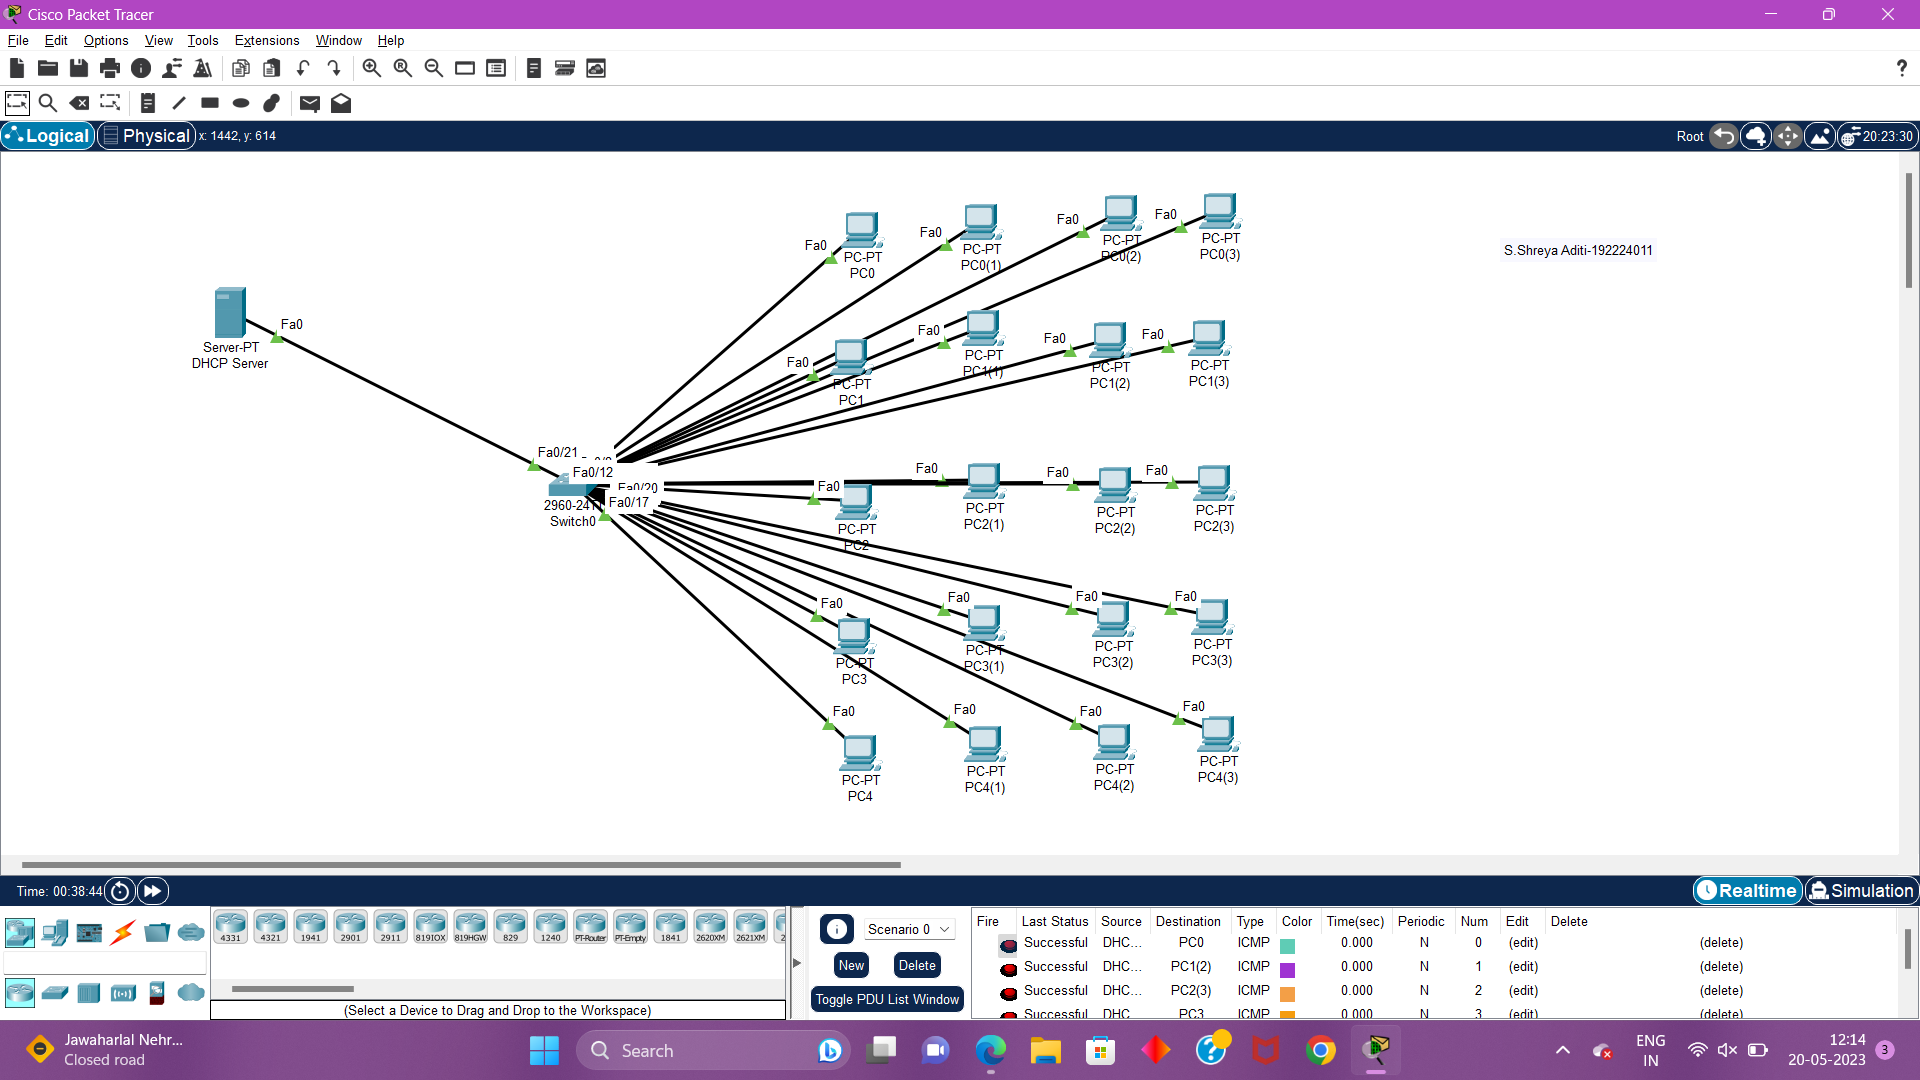 Cisco Packet Tracer
File Edit Options View Tools Extensions Window Help
?
Logical Physical x: 1442, y: 614 Root 20:23:30
S.Shreya Aditi-192224011
Fa0
PC-PT
PC0
Fa0
PC-PT
PC0(1)
Fa0
PC-PT
PC0(2)
Fa0
PC-PT
PC0(3)
Fa0
Server-PT
DHCP Server
Fa0
PC-PT
PC1
Fa0
PC-PT
PC1(1)
Fa0
PC-PT
PC1(2)
Fa0
PC-PT
PC1(3)
Fa0/21
Fa0/12
Fa0/20
Fa0/17
2960-24
Switch0
Fa0
PC-PT
PC2
Fa0
PC-PT
PC2(1)
Fa0
PC-PT
PC2(2)
Fa0
PC-PT
PC2(3)
Fa0
PC-PT
PC3
Fa0
PC-PT
PC3(1)
Fa0
PC-PT
PC3(2)
Fa0
PC-PT
PC3(3)
Fa0
PC-PT
PC4
Fa0
PC-PT
PC4(1)
Fa0
PC-PT
PC4(2)
Fa0
PC-PT
PC4(3)
Time: 00:38:44 Realtime Simulation
4331 4321 1941 2901 2911 819IOX 819HGW 829 1240 PT-Router PT-Empty 1841 2620XM 2621XM
(Select a Device to Drag and Drop to the Workspace)
Scenario 0
New Delete
Toggle PDU List Window
Fire Last Status Source Destination Type Color Time(sec) Periodic Num Edit Delete
Successful DHC... PC0 ICMP 0.000 N 0 (edit) (delete)
Successful DHC... PC1(2) ICMP 0.000 N 1 (edit) (delete)
Successful DHC... PC2(3) ICMP 0.000 N 2 (edit) (delete)
Successful DHC PC3 ICMP 0.000 N 3 (edit) (delete)
Jawaharlal Nehr...
Closed road
Search
ENG
IN
12:14
20-05-2023
3